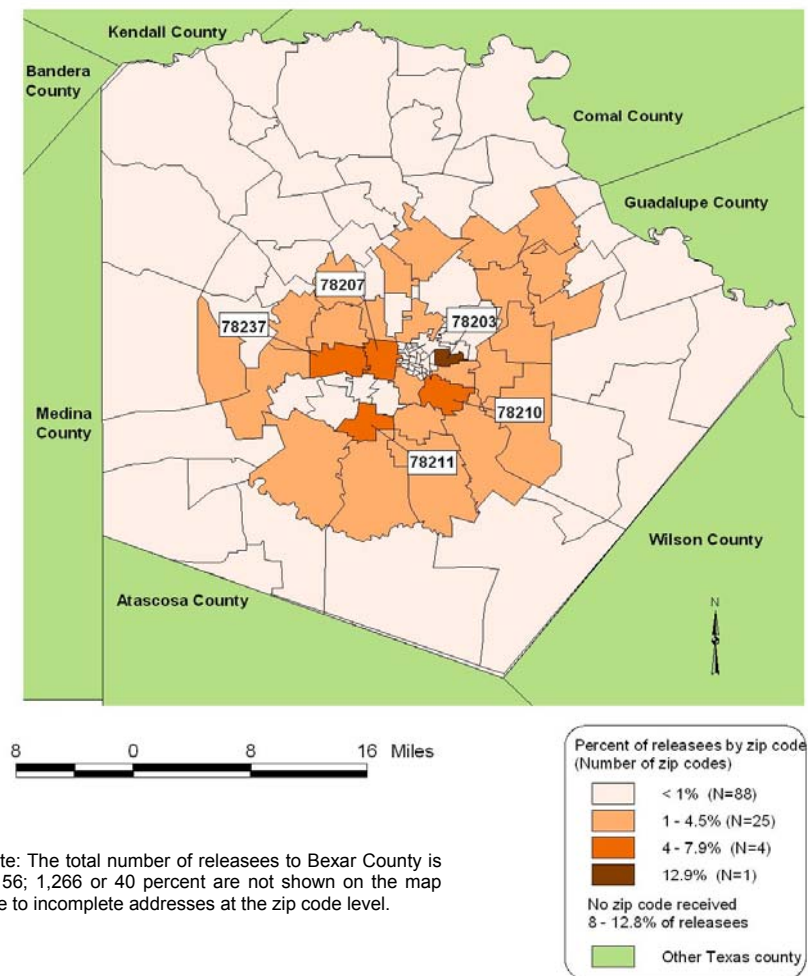 Kendall County
Bandera
County
Comal County
Guadalupe County
78207
78237
78203
Medina
County
78210
78211
Wilson County
Atascosa County
N
8 0 8 16 Miles
Percent of releasees by zip code
(Number of zip codes)
< 1% (N=88)
1 - 4.5% (N=25)
4 - 7.9% (N=4)
12.9% (N=1)
No zip code received
8 - 12.8% of releasees
Other Texas county
te: The total number of releasees to Bexar County is
56; 1,266 or 40 percent are not shown on the map
e to incomplete addresses at the zip code level.